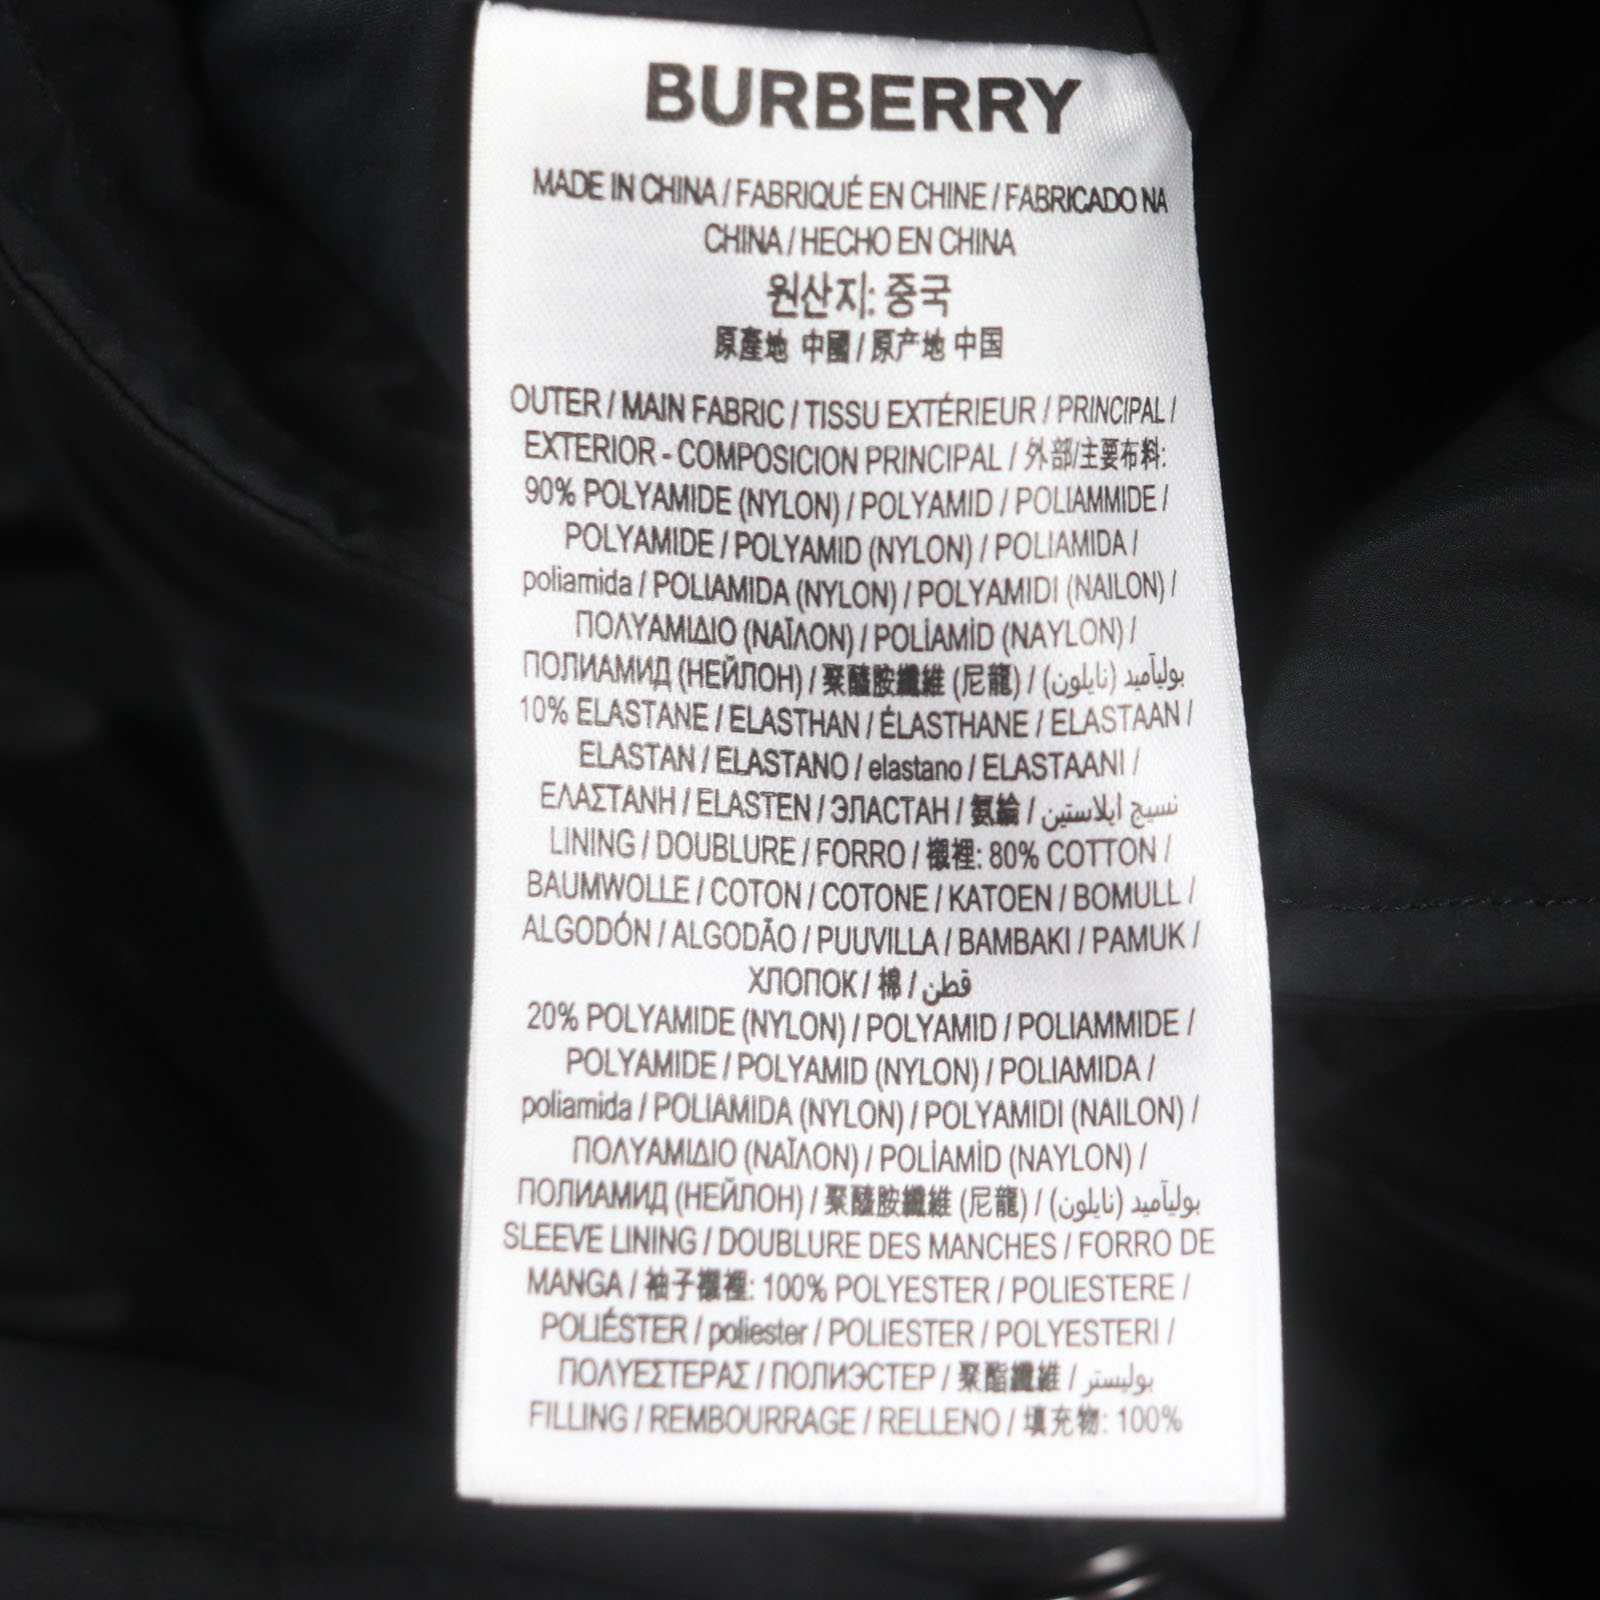 BURBERRY
MADE IN CHINA / FABRIQUÉ EN CHINE / FABRICADO NA
CHINA / HECHO EN CHINA
원산지: 중국
原產地 中國 / 原产地 中国
OUTER / MAIN FABRIC / TISSU EXTÉRIEUR / PRINCIPAL /
EXTERIOR - COMPOSICION PRINCIPAL / 外部/主要布料:
90% POLYAMIDE (NYLON) / POLYAMID / POLIAMMIDE /
POLYAMIDE / POLYAMID (NYLON) / POLIAMIDA /
poliamida / POLIAMIDA (NYLON) / POLYAMIDI (NAILON) /
ΠΟΛΥΑΜΙΔΙΟ (ΝΑΪΛΟΝ) / POLİAMİD (NAYLON) /
ПОЛИАМИД (НЕЙЛОН) / 聚醯胺纖維 (尼龍) / بوليآميد (نايلون)
10% ELASTANE / ELASTHAN / ÉLASTHANE / ELASTAAN /
ELASTAN / ELASTANO / elastano / ELASTAANI /
ΕΛΑΣΤΑΝΗ / ELASTEN / ЭЛАСТАН / 氨綸 / نسيج ايلاستين
LINING / DOUBLURE / FORRO / 襯裡: 80% COTTON /
BAUMWOLLE / COTON / COTONE / KATOEN / BOMULL /
ALGODÓN / ALGODÃO / PUUVILLA / BAMBAKI / PAMUK /
ХЛОПОК / 棉 / قطن
20% POLYAMIDE (NYLON) / POLYAMID / POLIAMMIDE /
POLYAMIDE / POLYAMID (NYLON) / POLIAMIDA /
poliamida / POLIAMIDA (NYLON) / POLYAMIDI (NAILON) /
ΠΟΛΥΑΜΙΔΙΟ (ΝΑΪΛΟΝ) / POLİAMİD (NAYLON) /
ПОЛИАМИД (НЕЙЛОН) / 聚醯胺纖維 (尼龍) / بوليآميد (نايلون)
SLEEVE LINING / DOUBLURE DES MANCHES / FORRO DE
MANGA / 袖子襯裡: 100% POLYESTER / POLIESTERE /
POLIÉSTER / poliester / POLIESTER / POLYESTERI /
ΠΟΛΥΕΣΤΕΡΑΣ / ПОЛИЭСТЕР / 聚酯纖維 / بوليستر
FILLING / REMBOURRAGE / RELLENO / 填充物: 100%